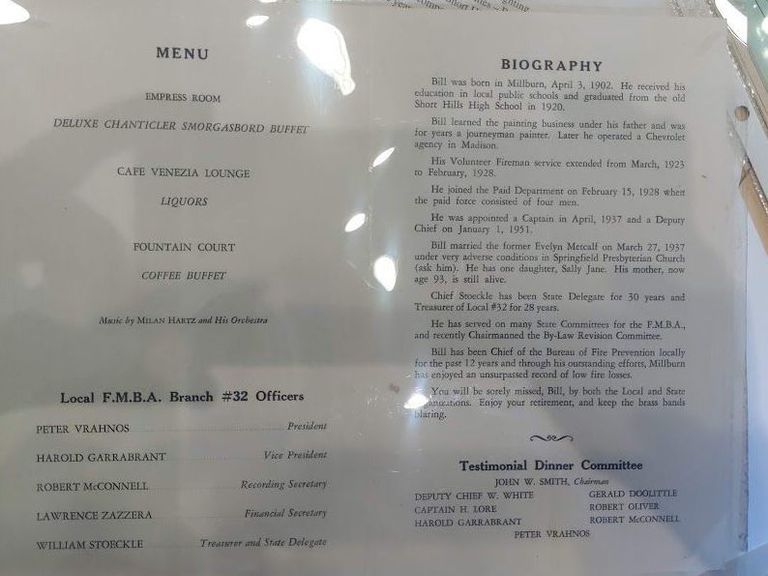 MENU
EMPRESS ROOM
DELUXE CHANTICLER SMORGASBORD BUFFET
CAFE VENEZIA LOUNGE
LIQUORS
FOUNTAIN COURT
COFFEE BUFFET
Music by MILAN HARTZ and His Orchestra
Local F.M.B.A. Branch #32 Officers
PETER VRAHNOS President
HAROLD GARRABRANT Vice President
ROBERT McCONNELL Recording Secretary
LAWRENCE ZAZZERA Financial Secretary
WILLIAM STOECKLE Treasurer and State Delegate
BIOGRAPHY
Bill was born in Millburn, April 3, 1902. He received his
education in local public schools and graduated from the old
Short Hills High School in 1920.
Bill learned the painting business under his father and was
for years a journeyman painter. Later he operated a Chevrolet
agency in Madison.
His Volunteer Fireman service extended from March, 1923
to February, 1928.
He joined the Paid Department on February 15, 1928 when
the paid force consisted of four men.
He was appointed a Captain in April, 1937 and a Deputy
Chief on January 1, 1951.
Bill married the former Evelyn Metcalf on March 27, 1937
under very adverse conditions in Springfield Presbyterian Church
(ask him). He has one daughter, Sally Jane. His mother, now
age 93, is still alive.
Chief Stoeckle has been State Delegate for 30 years and
Treasurer of Local #32 for 28 years.
He has served on many State Committees for the F.M.B.A.,
and recently Chairmanned the By-Law Revision Committee.
Bill has been Chief of the Bureau of Fire Prevention locally
for the past 12 years and through his outstanding efforts, Millburn
has enjoyed an unsurpassed record of low fire losses.
You will be sorely missed, Bill, by both the Local and State
Enjoy your retirement, and keep the brass bands
blaring.
Testimonial Dinner Committee
JOHN W. SMITH, Chairman
DEPUTY CHIEF W. WHITE GERALD DOOLITTLE
CAPTAIN H. LORE ROBERT OLIVER
HAROLD GARRABRANT ROBERT McCONNELL
PETER VRAHNOS